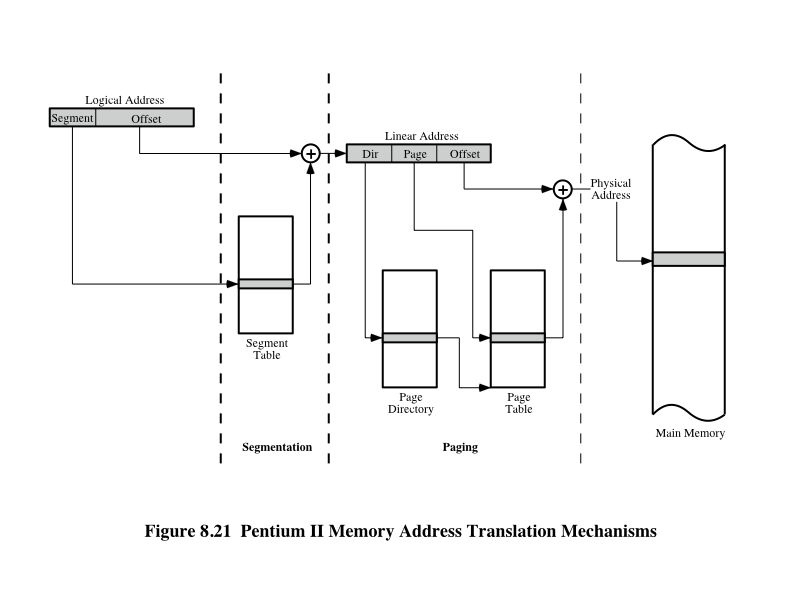 Logical Address
Segment Offset
Linear Address
Dir Page Offset
+
+
Physical
Address
Segment
Table
Page
Directory
Page
Table
Main Memory
Segmentation
Paging
Figure 8.21 Pentium II Memory Address Translation Mechanisms